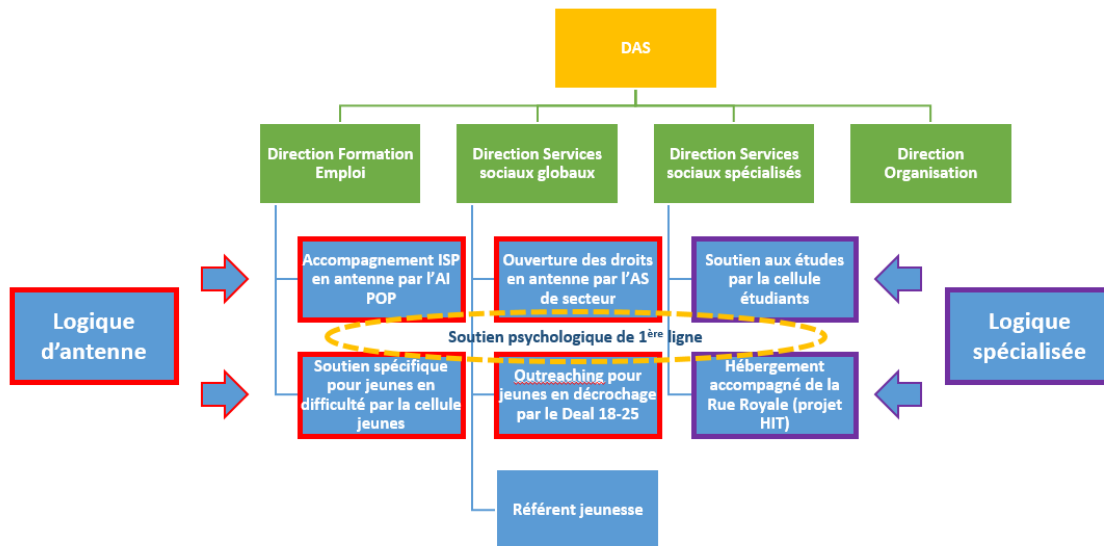 DAS
Direction Formation
Emploi
Direction Services
sociaux globaux
Direction Services
sociaux spécialisés
Direction
Organisation
Accompagnement ISP
en antenne par l'AI
POP
Ouverture des droits
en antenne par l'AS
de secteur
Soutien aux études
par la cellule
étudiants
Logique
d'antenne
Soutien psychologique de 1ère ligne
Logique
spécialisée
Soutien spécifique
pour jeunes en
difficulté par la cellule
jeunes
Outreaching pour
jeunes en décrochage
par le Deal 18-25
Hébergement
accompagné de la
Rue Royale (projet
HIT)
Référent jeunesse